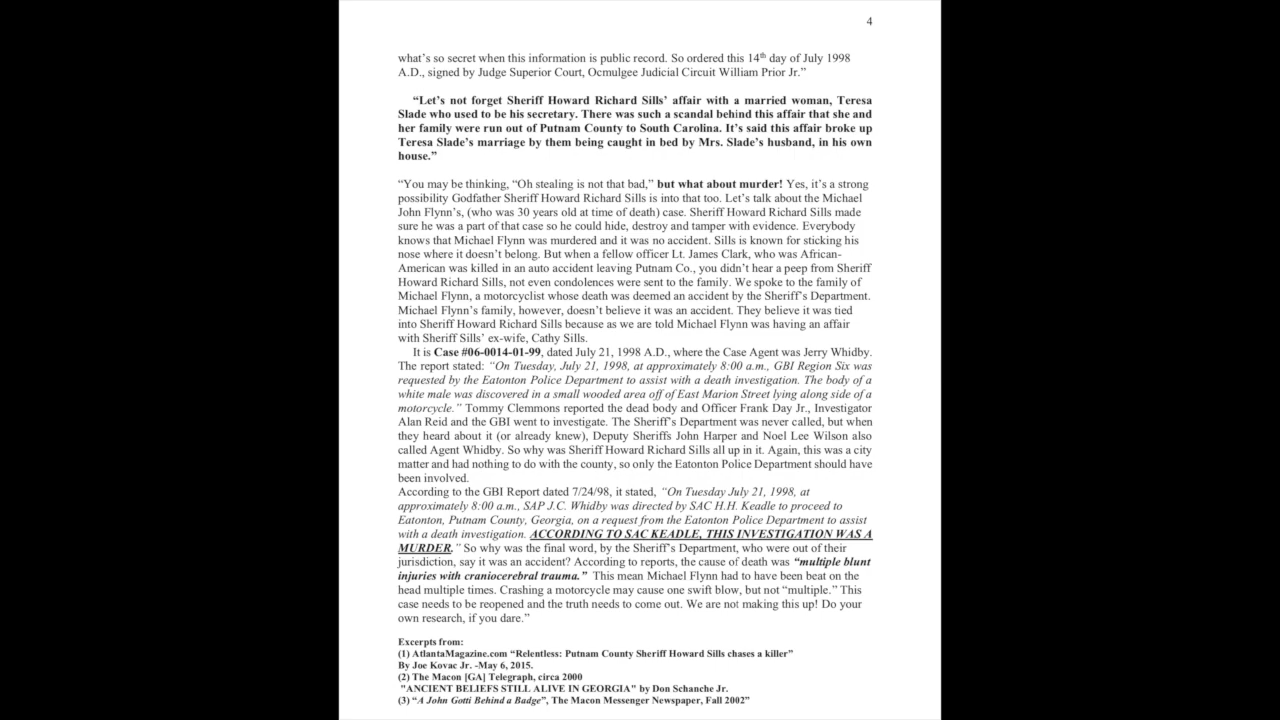 4
what's so secret when this information is public record. So ordered this 14th day of July 1998
A.D., signed by Judge Superior Court, Ocmulgee Judicial Circuit William Prior Jr.”
“Let's not forget Sheriff Howard Richard Sills' affair with a married woman, Teresa
Slade who used to be his secretary. There was such a scandal behind this affair that she and
her family were run out of Putnam County to South Carolina. It's said this affair broke up
Teresa Slade's marriage by them being caught in bed by Mrs. Slade's husband, in his own
house.”
“You may be thinking, “Oh stealing is not that bad,” but what about murder! Yes, it's a strong
possibility Godfather Sheriff Howard Richard Sills is into that too. Let's talk about the Michael
John Flynn's, (who was 30 years old at time of death) case. Sheriff Howard Richard Sills made
sure he was a part of that case so he could hide, destroy and tamper with evidence. Everybody
knows that Michael Flynn was murdered and it was no accident. Sills is known for sticking his
nose where it doesn't belong. But when a fellow officer Lt. James Clark, who was African-
American was killed in an auto accident leaving Putnam Co., you didn't hear a peep from Sheriff
Howard Richard Sills, not even condolences were sent to the family. We spoke to the family of
Michael Flynn, a motorcyclist whose death was deemed an accident by the Sheriff's Department.
Michael Flynn's family, however, doesn't believe it was an accident. They believe it was tied
into Sheriff Howard Richard Sills because as we are told Michael Flynn was having an affair
with Sheriff Sills' ex-wife, Cathy Sills.
It is Case #06-0014-01-99, dated July 21, 1998 A.D., where the Case Agent was Jerry Whidby.
The report stated: “On Tuesday, July 21, 1998, at approximately 8:00 a.m., GBI Region Six was
requested by the Eatonton Police Department to assist with a death investigation. The body of a
white male was discovered in a small wooded area off of East Marion Street lying along side of a
motorcycle.” Tommy Clemmons reported the dead body and Officer Frank Day Jr., Investigator
Alan Reid and the GBI went to investigate. The Sheriff's Department was never called, but when
they heard about it (or already knew), Deputy Sheriffs John Harper and Noel Lee Wilson also
called Agent Whidby. So why was Sheriff Howard Richard Sills all up in it. Again, this was a city
matter and had nothing to do with the county, so only the Eatonton Police Department should have
been involved.
According to the GBI Report dated 7/24/98, it stated, “On Tuesday July 21, 1998, at
approximately 8:00 a.m., SAP J.C. Whidby was directed by SAC H.H. Keadle to proceed to
Eatonton, Putnam County, Georgia, on a request from the Eatonton Police Department to assist
with a death investigation. ACCORDING TO SAC KEADLE, THIS INVESTIGATION WAS A
MURDER.” So why was the final word, by the Sheriff's Department, who were out of their
jurisdiction, say it was an accident? According to reports, the cause of death was “multiple blunt
injuries with craniocerebral trauma.” This mean Michael Flynn had to have been beat on the
head multiple times. Crashing a motorcycle may cause one swift blow, but not “multiple.” This
case needs to be reopened and the truth needs to come out. We are not making this up! Do your
own research, if you dare.”
Excerpts from:
(1) AtlantaMagazine.com “Relentless: Putnam County Sheriff Howard Sills chases a killer”
By Joe Kovac Jr. -May 6, 2015.
(2) The Macon [GA] Telegraph, circa 2000
"ANCIENT BELIEFS STILL ALIVE IN GEORGIA" by Don Schanche Jr.
(3) “A John Gotti Behind a Badge”, The Macon Messenger Newspaper, Fall 2002”